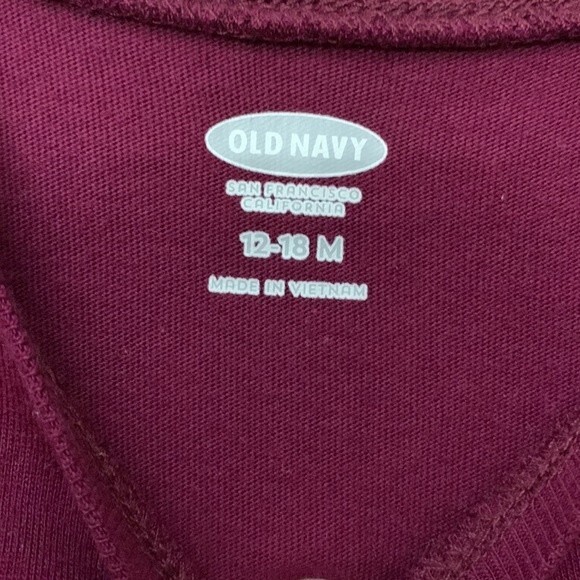 OLD NAVY
SAN FRANCISCO
CALIFORNIA
12-18 M
MADE IN VIETNAM